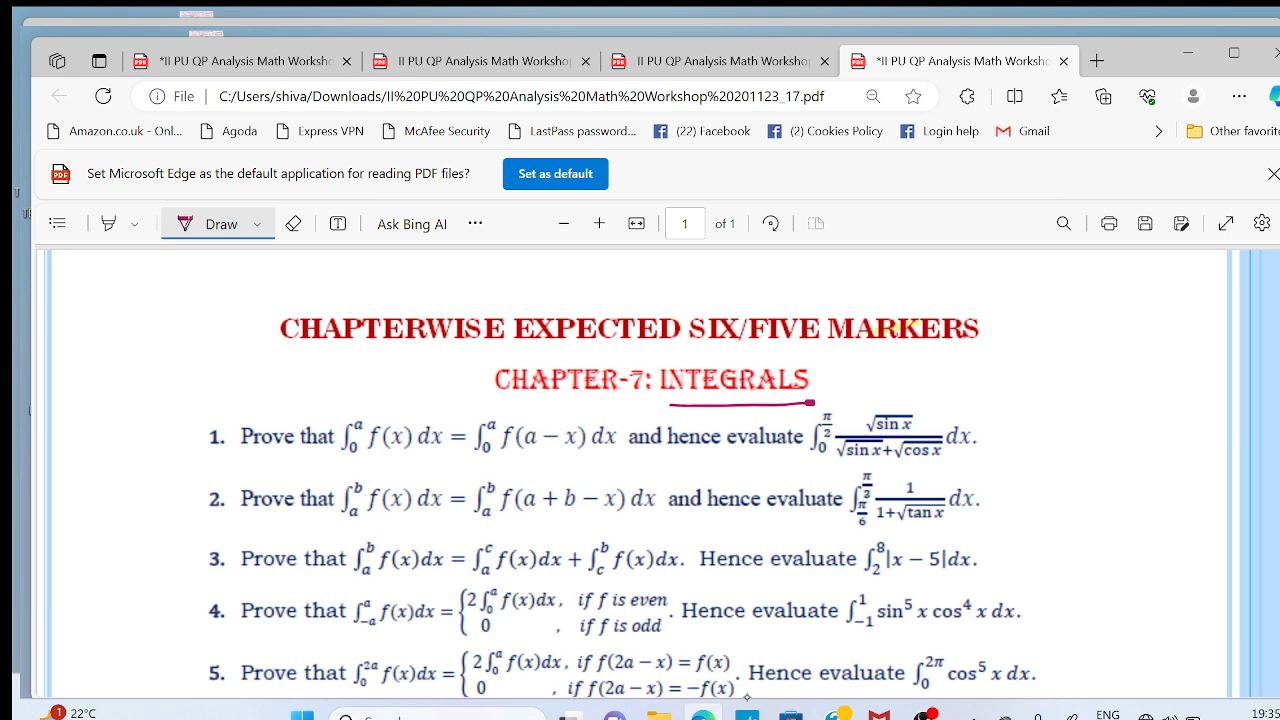 *II PU QP Analysis Math Worksho
II PU QP Analysis Math Workshop
II PU QP Analysis Math Workshop
*II PU QP Analysis Math Worksho
File C:/Users/shiva/Downloads/II%20PU%20QP%20Analysis%20Math%20Workshop%20201123_17.pdf
Amazon.co.uk - Onl... Agoda Express VPN McAfee Security LastPass password... (22) Facebook (2) Cookies Policy Login help Gmail Other favorite
Set Microsoft Edge as the default application for reading PDF files? Set as default
Draw Ask Bing AI 1 of 1
CHAPTERWISE EXPECTED SIX/FIVE MARKERS
CHAPTER-7: INTEGRALS
1. Prove that ∫₀ᵃ f(x) dx = ∫₀ᵃ f(a − x) dx and hence evaluate ∫₀^(π/2) √sin x/(√sin x+√cos x) dx.
2. Prove that ∫ₐᵇ f(x) dx = ∫ₐᵇ f(a + b − x) dx and hence evaluate ∫_(π/6)^(π/3) 1/(1+√tan x) dx.
3. Prove that ∫ₐᵇ f(x)dx = ∫ₐᶜ f(x)dx + ∫_c^b f(x)dx. Hence evaluate ∫₂⁸|x − 5|dx.
4. Prove that ∫₋ₐᵃ f(x)dx = {2 ∫₀ᵃ f(x)dx, if f is even
0 , if f is odd . Hence evaluate ∫₋₁¹ sin⁵ x cos⁴ x dx.
5. Prove that ∫₀²ᵃ f(x)dx = {2 ∫₀ᵃ f(x)dx, if f(2a − x) = f(x)
0 , if f(2a − x) = −f(x) . Hence evaluate ∫₀^(2π) cos⁵ x dx.
1 22°C ENG 19:33